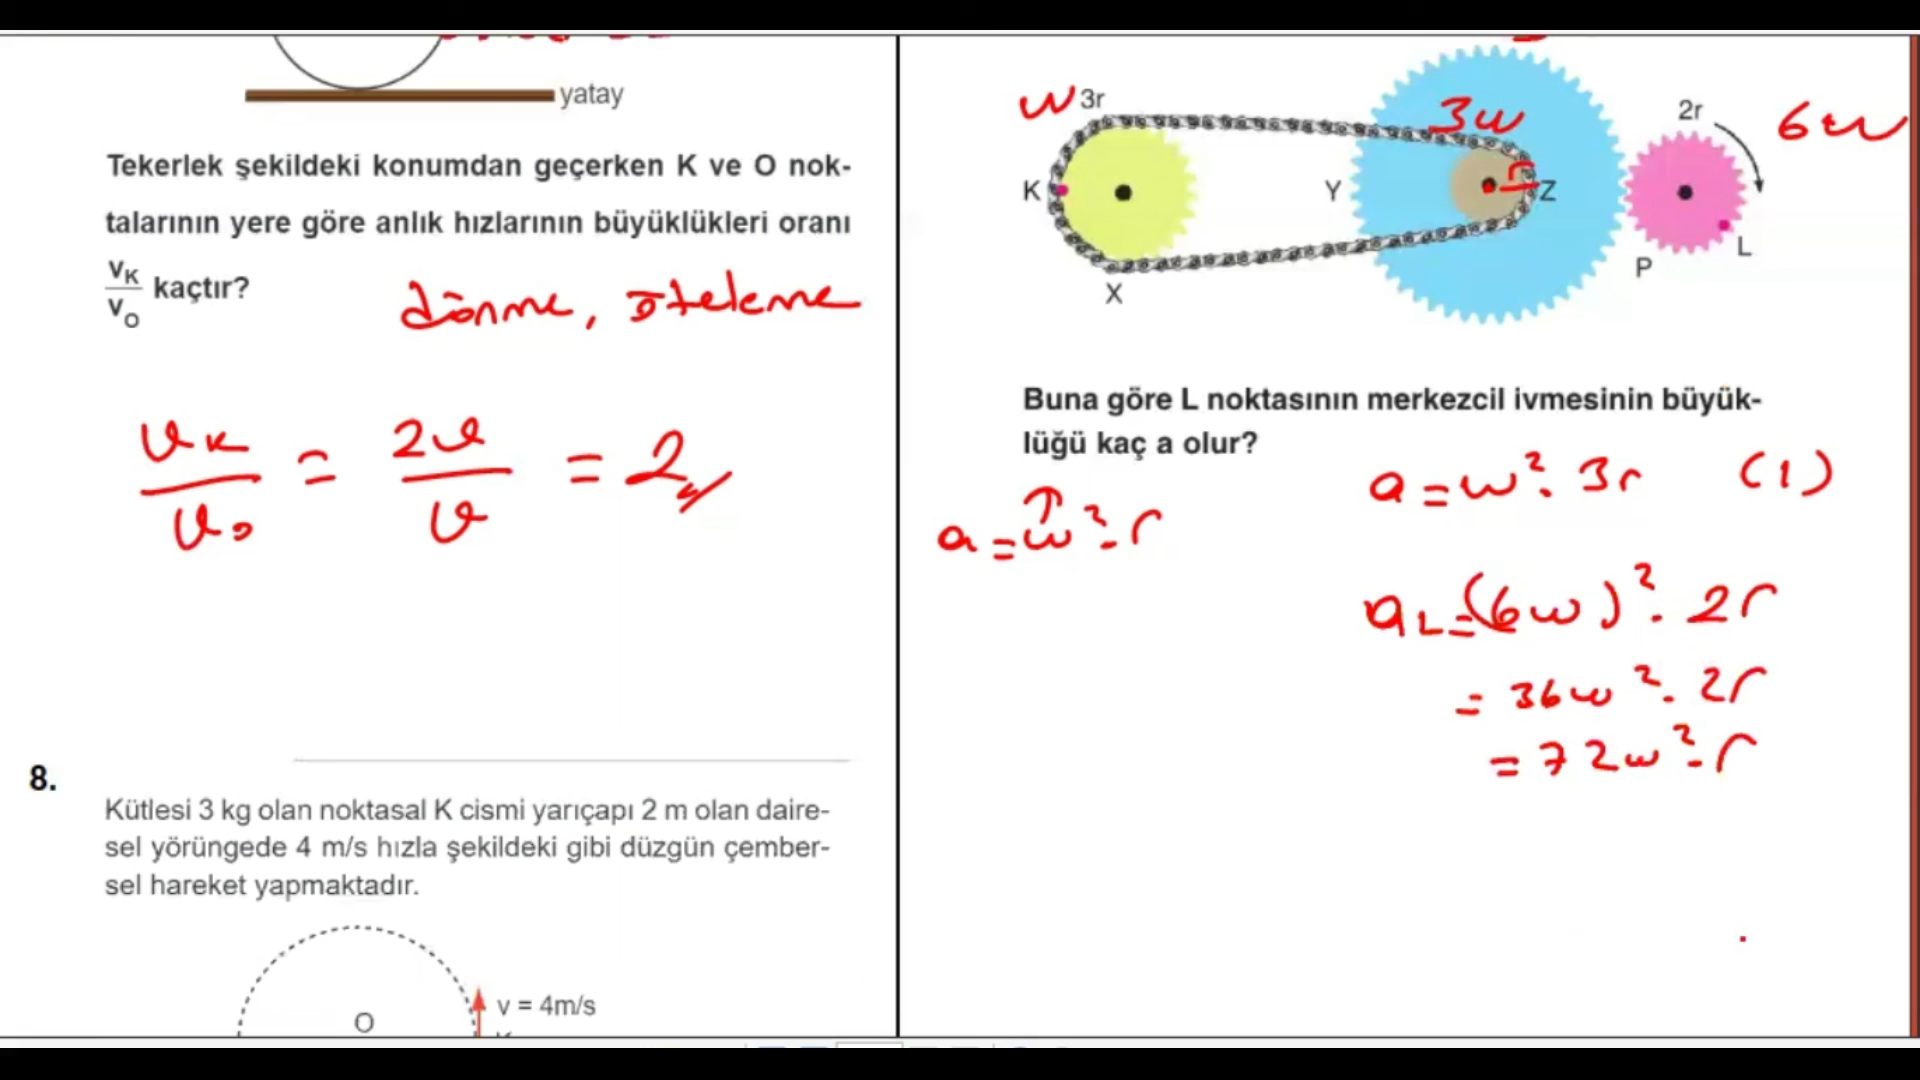 yatay
Tekerlek şekildeki konumdan geçerken K ve O nok-
talarının yere göre anlık hızlarının büyüklükleri oranı
vK/vO kaçtır?
dönme, öteleme
vK/vo = 2v/v = 2
8.
Kütlesi 3 kg olan noktasal K cismi yarıçapı 2 m olan daire-
sel yörüngede 4 m/s hızla şekildeki gibi düzgün çember-
sel hareket yapmaktadır.
v = 4m/s
O
w 3r
3w
2r
6w
K
Y
r
Z
L
P
X
Buna göre L noktasının merkezcil ivmesinin büyük-
lüğü kaç a olur?
a = w² . 3r (1)
a = w² . r
aL = (6w)² . 2r
= 36w² . 2r
= 72w² . r